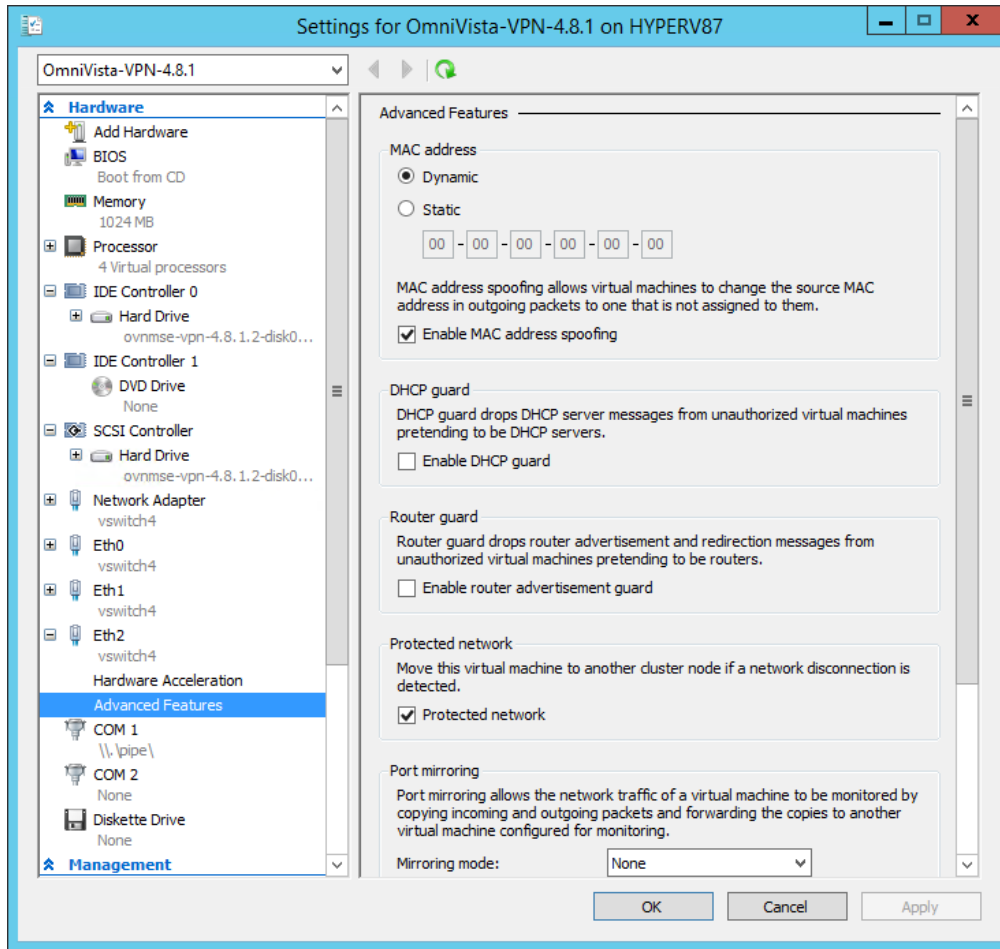 Settings for OmniVista-VPN-4.8.1 on HYPERV87
OmniVista-VPN-4.8.1
Hardware
Add Hardware
BIOS
Boot from CD
Memory
1024 MB
Processor
4 Virtual processors
IDE Controller 0
Hard Drive
ovnmse-vpn-4.8.1.2-disk0...
IDE Controller 1
DVD Drive
None
SCSI Controller
Hard Drive
ovnmse-vpn-4.8.1.2-disk0...
Network Adapter
vswitch4
Eth0
vswitch4
Eth1
vswitch4
Eth2
vswitch4
Hardware Acceleration
Advanced Features
COM 1
\\.\pipe\
COM 2
None
Diskette Drive
None
Management
Advanced Features
MAC address
Dynamic
Static
00 - 00 - 00 - 00 - 00 - 00
MAC address spoofing allows virtual machines to change the source MAC
address in outgoing packets to one that is not assigned to them.
Enable MAC address spoofing
DHCP guard
DHCP guard drops DHCP server messages from unauthorized virtual machines
pretending to be DHCP servers.
Enable DHCP guard
Router guard
Router guard drops router advertisement and redirection messages from
unauthorized virtual machines pretending to be routers.
Enable router advertisement guard
Protected network
Move this virtual machine to another cluster node if a network disconnection is
detected.
Protected network
Port mirroring
Port mirroring allows the network traffic of a virtual machine to be monitored by
copying incoming and outgoing packets and forwarding the copies to another
virtual machine configured for monitoring.
Mirroring mode: None
OK Cancel Apply